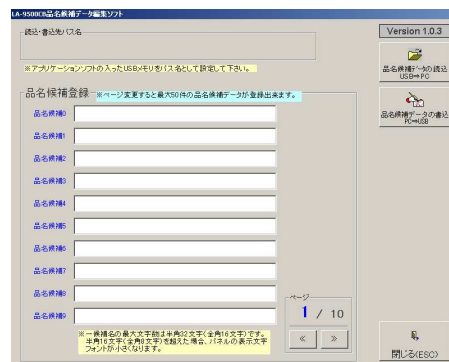 LA-9500CB品名候補データ編集ソフト
読込・書込先パス名
Version 1.0.3
※アプリケーションソフトの入ったUSBメモリをパス名として設定して下さい。
品名候補データの読込
USB⇒PC
品名候補登録 ※ページ変更すると最大50件の品名候補データが登録出来ます。
品名候補0
品名候補データの書込
PC⇒USB
品名候補1
品名候補2
品名候補3
品名候補4
品名候補5
品名候補6
品名候補7
品名候補8
ページ
品名候補9
1 / 10
※一候補名の最大文字数は半角32文字(全角16文字)です。
半角16文字(全角8文字)を超えた場合、パネルの表示文字
フォントが小さくなります。
≪ ≫
閉じる(ESC)